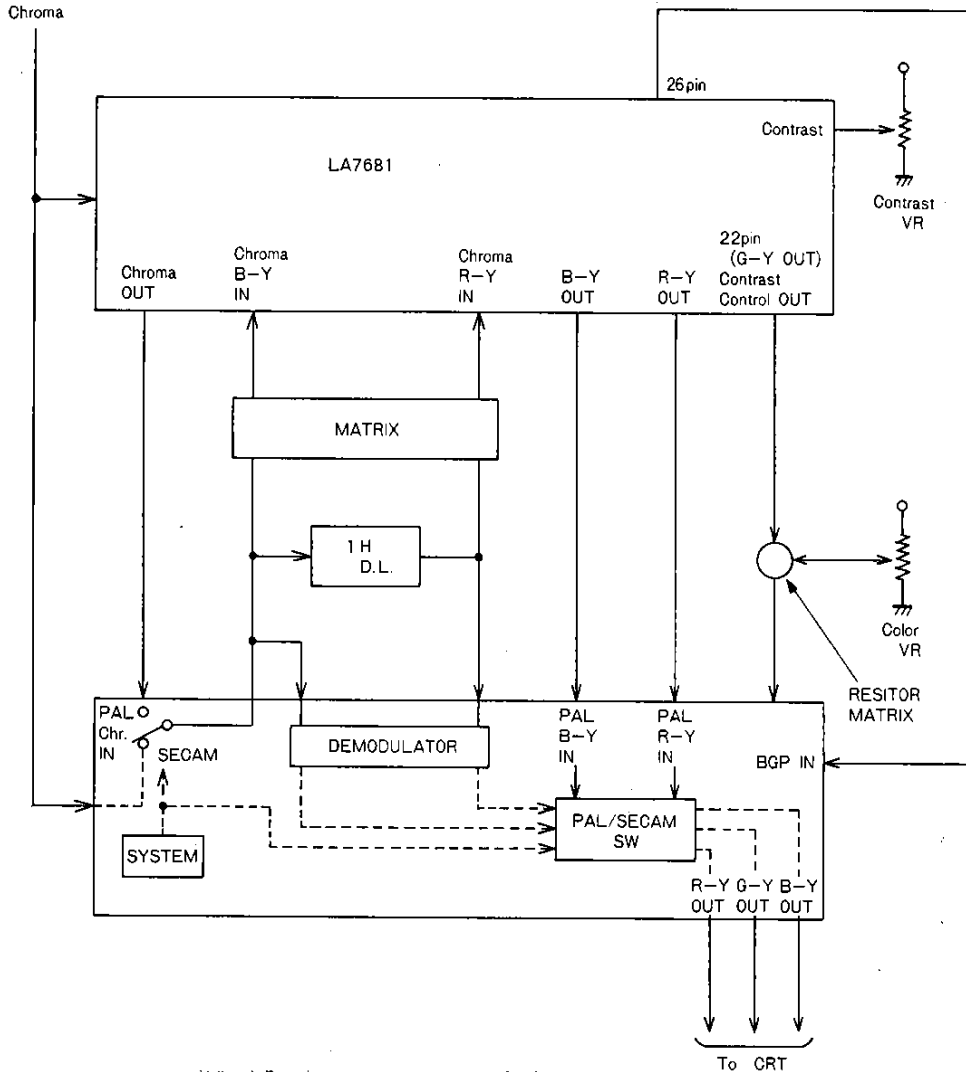 Chroma
26pin
Contrast
LA7681
Contrast
VR
Chroma
OUT
Chroma
B-Y
IN
Chroma
R-Y
IN
B-Y
OUT
R-Y
OUT
22pin
(G-Y OUT)
Contrast
Control OUT
MATRIX
1H
D.L.
Color
VR
RESITOR
MATRIX
PAL
Chr.
IN
SECAM
DEMODULATOR
PAL
B-Y
IN
PAL
R-Y
IN
BGP IN
SYSTEM
PAL/SECAM
SW
R-Y
OUT
G-Y
OUT
B-Y
OUT
To CRT